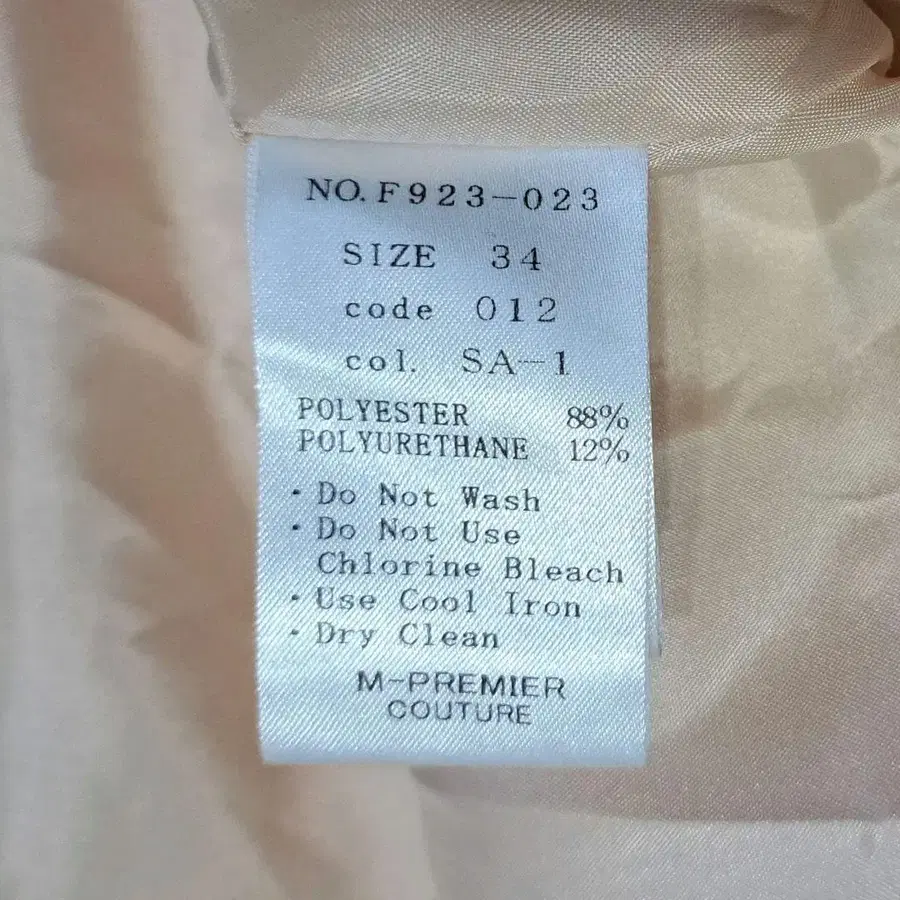 NO. F923-023
SIZE 34
code 012
col. SA-1
POLYESTER 88%
POLYURETHANE 12%
・Do Not Wash
・Do Not Use
Chlorine Bleach
・Use Cool Iron
・Dry Clean
M-PREMIER
COUTURE